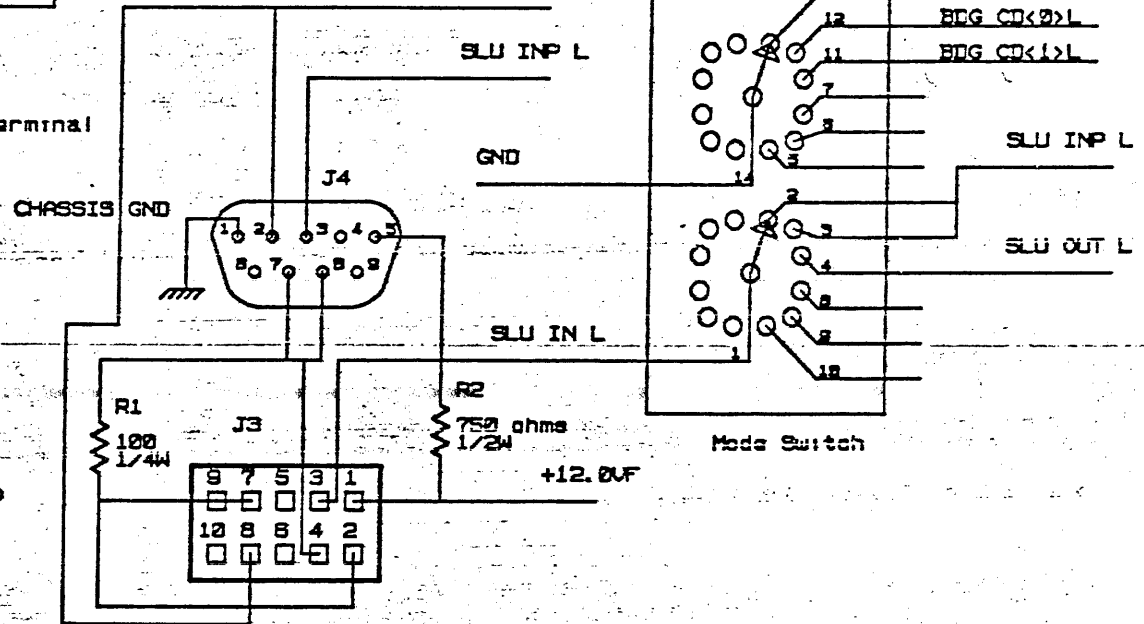 12 BDG CD<0>L
SLU INP L
11 BDG CD<1>L
7
erminal
SLU INP L
5
GND
14
J4
2
CHASSIS GND
1 2 3 4 5
3
SLU OUT L
6 7 8 9
4
8
SLU IN L
9
1
10
R1
R2
J3
100
750 ohms
1/4W
1/2W
Mode Switch
+12.0VF
9 7 5 3 1
10 8 6 4 2